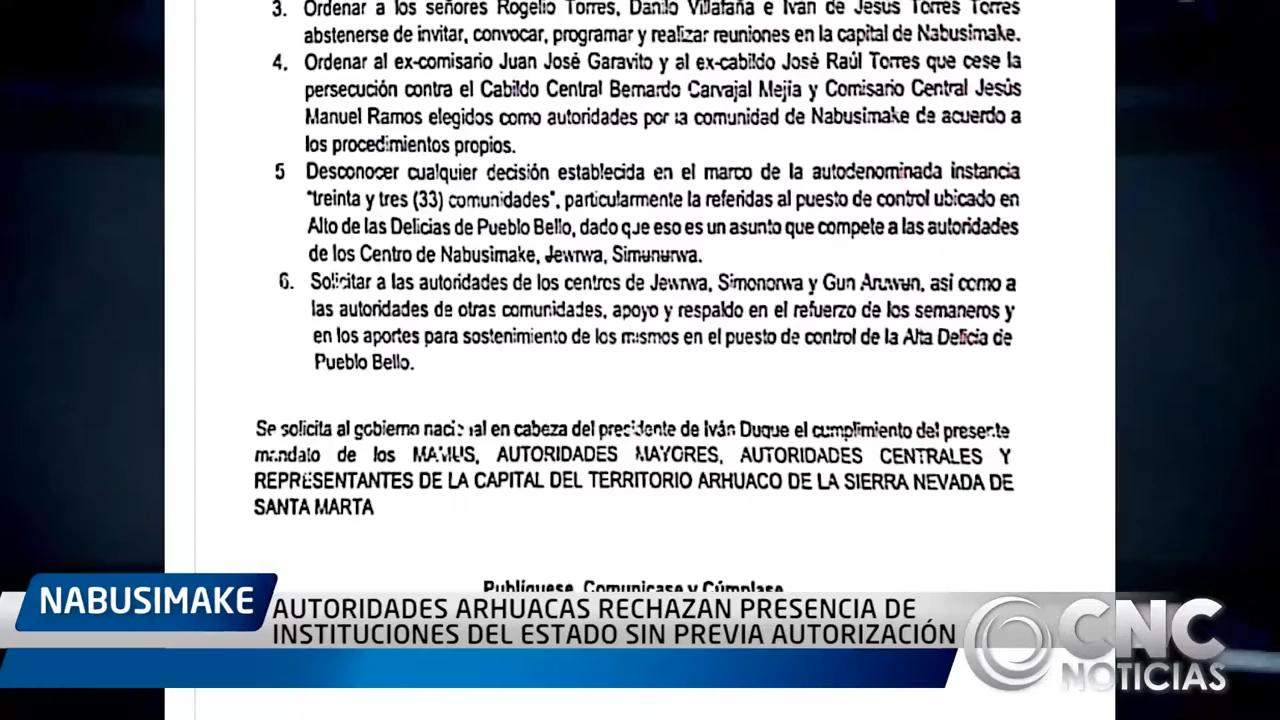 3. Ordenar a los señores Rogelio Torres, Danilo Villafaña e Ivan de Jesús Torres Torres
abstenerse de invitar, convocar, programar y realizar reuniones en la capital de Nabusimake.
4. Ordenar al ex-comisario Juan José Garavito y al ex-cabildo José Raúl Torres que cese la
persecución contra el Cabildo Central Bernardo Carvajal Mejia y Comisario Central Jesús
Manuel Ramos elegidos como autoridades por la comunidad de Nabusimake de acuerdo a
los procedimientos propios.
5 Desconocer cualquier decisión establecida en el marco de la autodenominada instancia
"treinta y tres (33) comunidades", particularmente la referidas al puesto de control ubicado en
Alto de las Delicias de Pueblo Bello, dado que eso es un asunto que compete a las autoridades
de los Centro de Nabusimake, Jewrwa, Simunurwa.
6. Solicitar a las autoridades de los centros de Jewrwa, Simonorwa y Gun Aruwun, así como a
las autoridades de otras comunidades, apoyo y respaldo en el refuerzo de los semaneros y
en los aportes para sostenimiento de los mismos en el puesto de control de la Alta Delicia de
Pueblo Bello.
Se solicita al gobierno nacional en cabeza del presidente de Iván Duque el cumplimiento del presente
mandato de los MAMUS, AUTORIDADES MAYORES, AUTORIDADES CENTRALES Y
REPRESENTANTES DE LA CAPITAL DEL TERRITORIO ARHUACO DE LA SIERRA NEVADA DE
SANTA MARTA
Publíquese, Comunicase y Cúmplase
NABUSIMAKE
AUTORIDADES ARHUACAS RECHAZAN PRESENCIA DE
INSTITUCIONES DEL ESTADO SIN PREVIA AUTORIZACIÓN
CNC
NOTICIAS